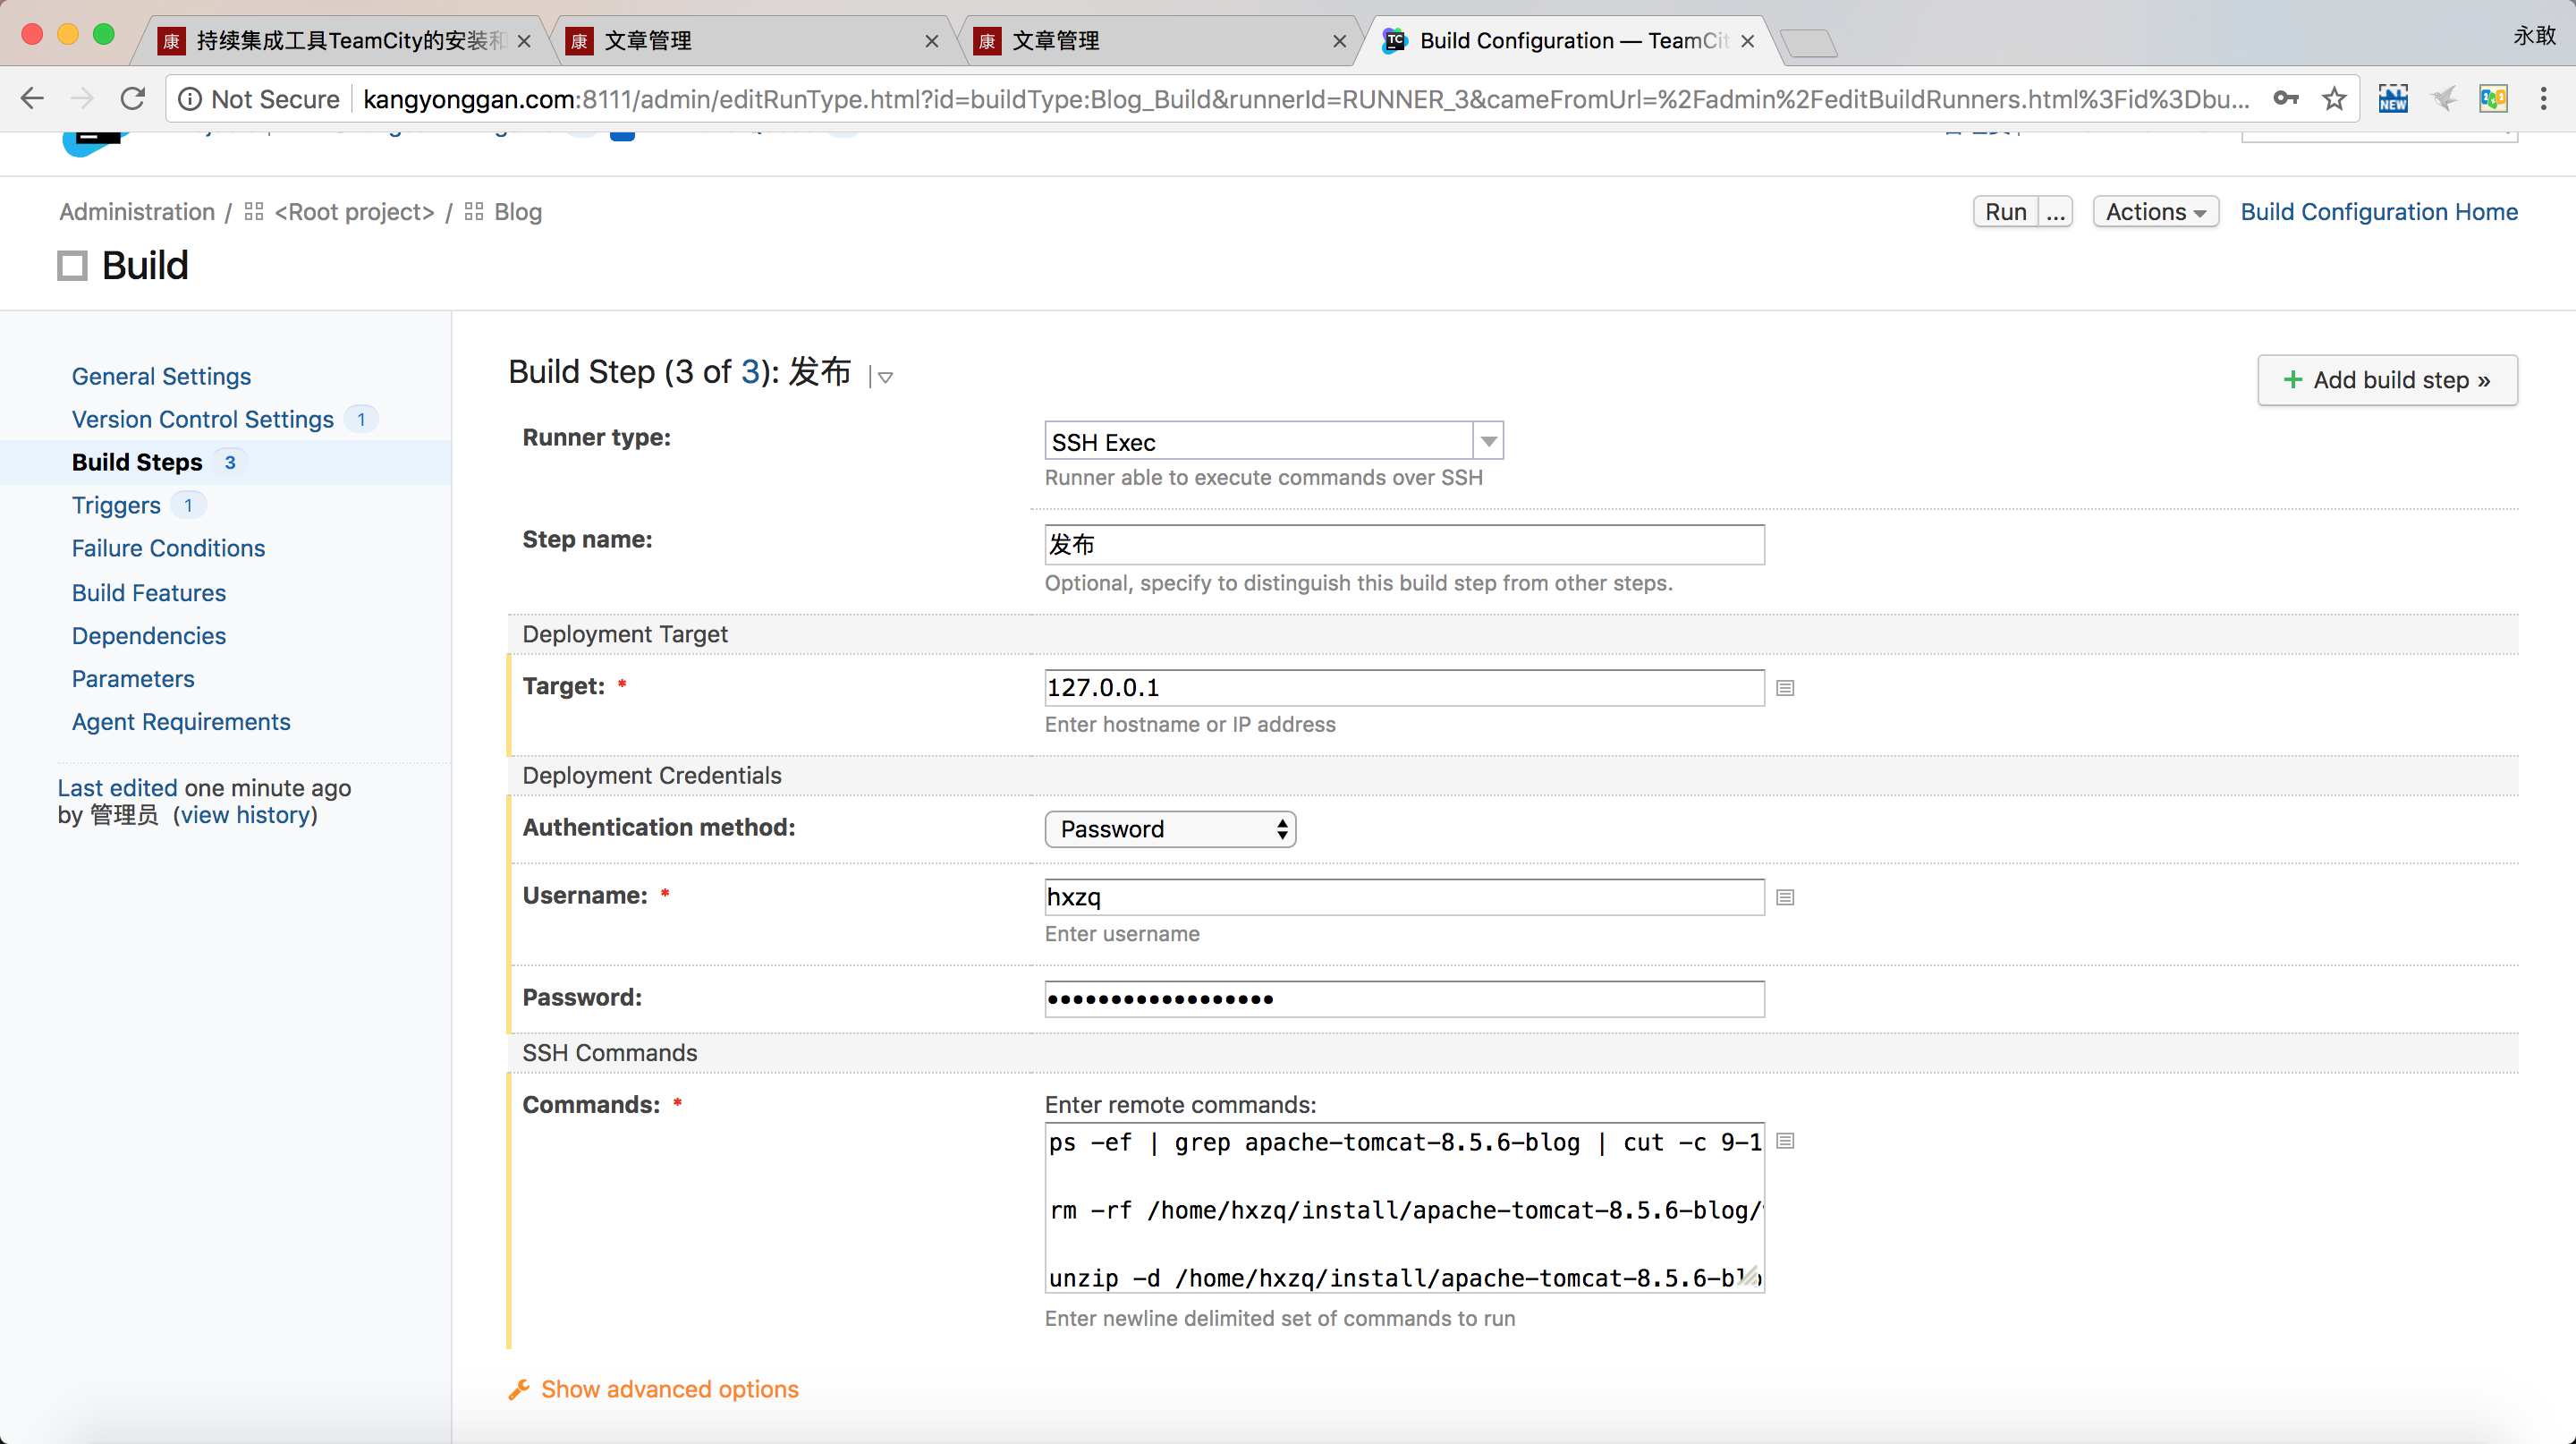 持续集成工具TeamCity的安装和
文章管理
文章管理
Build Configuration — TeamCit
永敢
Not Secure
kangyonggan.com:8111/admin/editRunType.html?id=buildType:Blog_Build&runnerId=RUNNER_3&cameFromUrl=%2Fadmin%2FeditBuildRunners.html%3Fid%3Dbu...
Administration / <Root project> / Blog
Run ...
Actions
Build Configuration Home
Build
General Settings
Version Control Settings 1
Build Steps 3
Triggers 1
Failure Conditions
Build Features
Dependencies
Parameters
Agent Requirements
Last edited one minute ago
by 管理员 (view history)
Build Step (3 of 3): 发布
+ Add build step »
Runner type:
SSH Exec
Runner able to execute commands over SSH
Step name:
发布
Optional, specify to distinguish this build step from other steps.
Deployment Target
Target: *
127.0.0.1
Enter hostname or IP address
Deployment Credentials
Authentication method:
Password
Username: *
hxzq
Enter username
Password:
••••••••••••••••••
SSH Commands
Commands: *
Enter remote commands:
ps -ef | grep apache-tomcat-8.5.6-blog | cut -c 9-1
rm -rf /home/hxzq/install/apache-tomcat-8.5.6-blog/
unzip -d /home/hxzq/install/apache-tomcat-8.5.6-blo
Enter newline delimited set of commands to run
Show advanced options